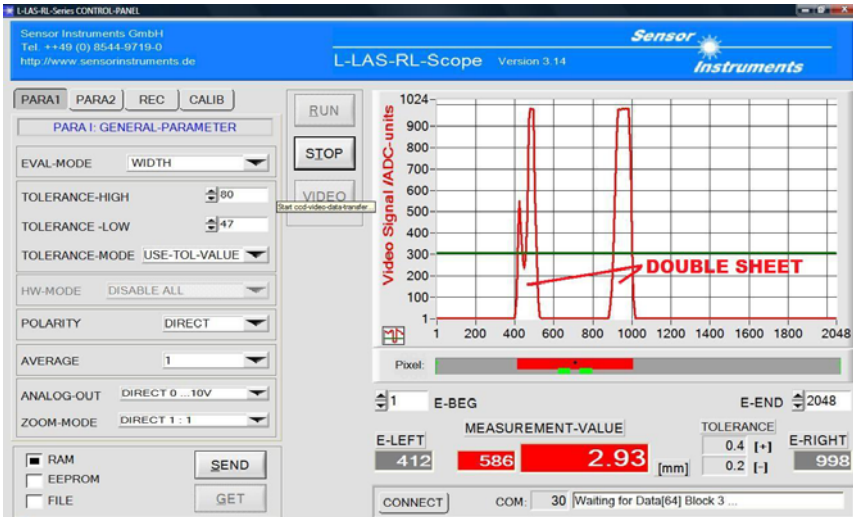 L-LAS-RL-Series CONTROL-PANEL
Sensor Instruments GmbH
Tel. ++49 (0) 8544-9719-0
http://www.sensorinstruments.de
L-LAS-RL-Scope Version 3.14
Sensor
Instruments
PARA1 PARA2 REC CALIB
PARA I: GENERAL-PARAMETER
EVAL-MODE WIDTH
TOLERANCE-HIGH 80
TOLERANCE -LOW 47
TOLERANCE-MODE USE-TOL-VALUE
HW-MODE DISABLE ALL
POLARITY DIRECT
AVERAGE 1
ANALOG-OUT DIRECT 0 ...10V
ZOOM-MODE DIRECT 1 : 1
RAM
EEPROM
FILE
SEND
GET
RUN
STOP
VIDEO
Start ccd-video-data-transfer...
Video Signal /ADC-units
1024
900
800
700
600
500
400
300
200
100
1
DOUBLE SHEET
1 200 400 600 800 1000 1200 1400 1600 1800 2048
Pixel:
1 E-BEG
E-END 2048
MEASUREMENT-VALUE
TOLERANCE
E-LEFT
412
586
2.93
[mm]
0.4 [+]
0.2 [-]
E-RIGHT
998
CONNECT
COM: 30 Waiting for Data[64] Block 3 ...